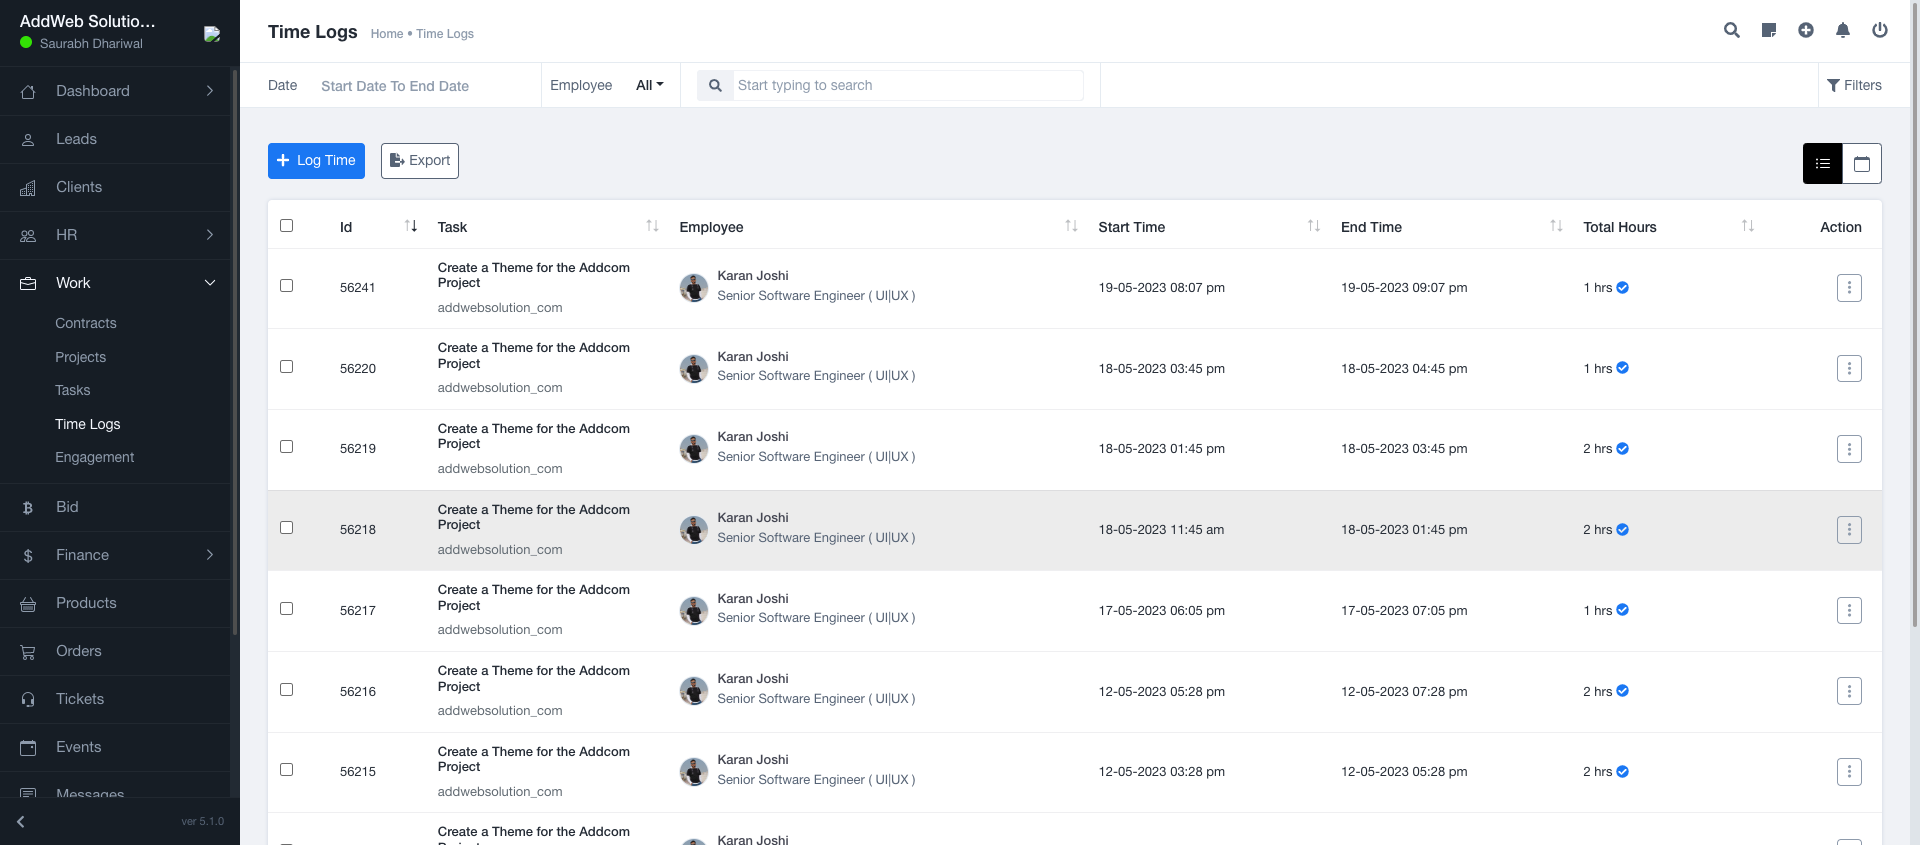 AddWeb Solutio...
Saurabh Dhariwal
Time Logs
Home • Time Logs
Date
Start Date To End Date
Employee
All
Start typing to search
Filters
Dashboard
Leads
Clients
HR
Work
Contracts
Projects
Tasks
Time Logs
Engagement
Bid
Finance
Products
Orders
Tickets
Events
Messages
ver 5.1.0
Log Time
Export
Id Task Employee Start Time End Time Total Hours Action
56241
Create a Theme for the Addcom
Project
addwebsolution_com
Karan Joshi
Senior Software Engineer ( UI|UX )
19-05-2023 08:07 pm
19-05-2023 09:07 pm
1 hrs
56220
Create a Theme for the Addcom
Project
addwebsolution_com
Karan Joshi
Senior Software Engineer ( UI|UX )
18-05-2023 03:45 pm
18-05-2023 04:45 pm
1 hrs
56219
Create a Theme for the Addcom
Project
addwebsolution_com
Karan Joshi
Senior Software Engineer ( UI|UX )
18-05-2023 01:45 pm
18-05-2023 03:45 pm
2 hrs
56218
Create a Theme for the Addcom
Project
addwebsolution_com
Karan Joshi
Senior Software Engineer ( UI|UX )
18-05-2023 11:45 am
18-05-2023 01:45 pm
2 hrs
56217
Create a Theme for the Addcom
Project
addwebsolution_com
Karan Joshi
Senior Software Engineer ( UI|UX )
17-05-2023 06:05 pm
17-05-2023 07:05 pm
1 hrs
56216
Create a Theme for the Addcom
Project
addwebsolution_com
Karan Joshi
Senior Software Engineer ( UI|UX )
12-05-2023 05:28 pm
12-05-2023 07:28 pm
2 hrs
56215
Create a Theme for the Addcom
Project
addwebsolution_com
Karan Joshi
Senior Software Engineer ( UI|UX )
12-05-2023 03:28 pm
12-05-2023 05:28 pm
2 hrs
Create a Theme for the Addcom
Karan Joshi